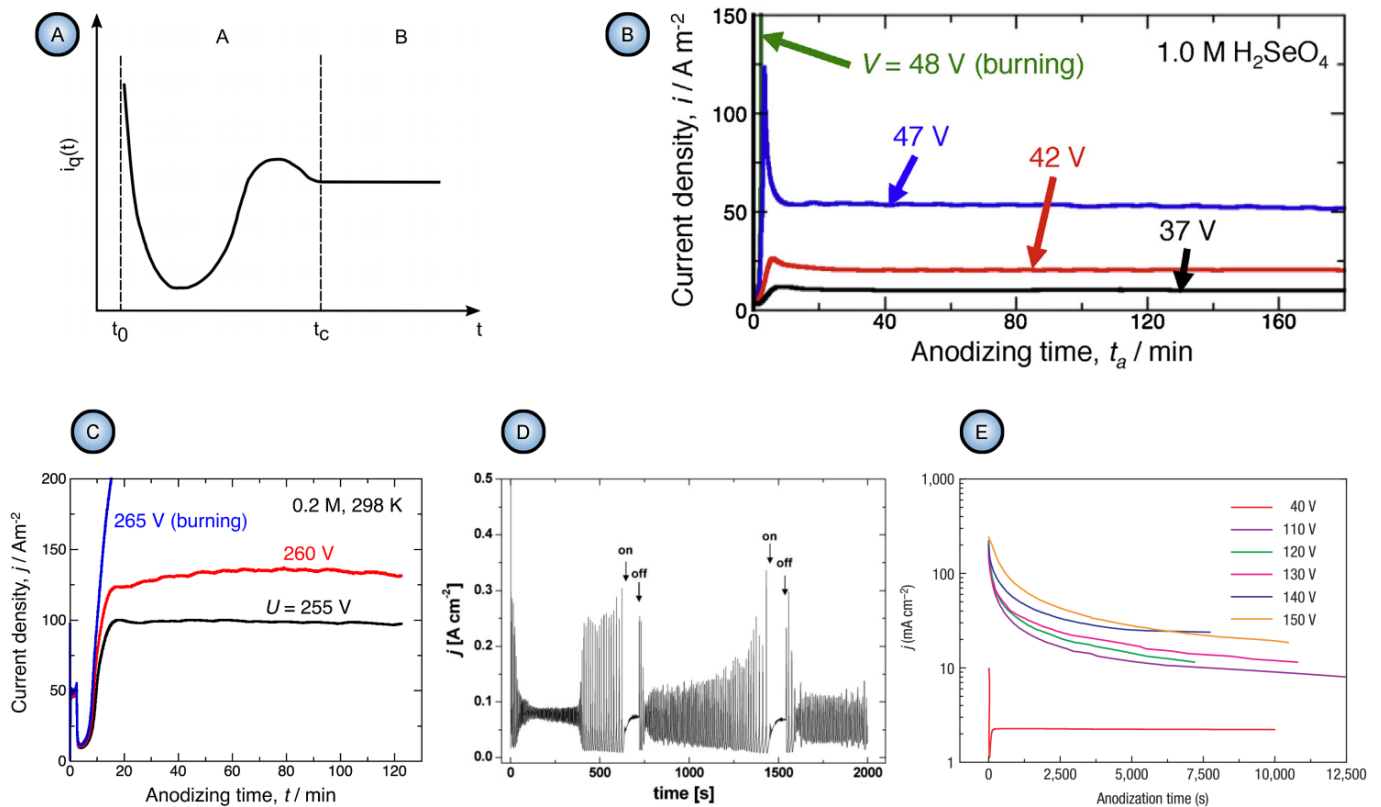 A
A
B
i_q(t)
t₀
t_c
t
B
V = 48 V (burning)
1.0 M H₂SeO₄
47 V
42 V
37 V
Current density, i / A m⁻²
150
100
50
0
0
40
80
120
160
Anodizing time, tₐ / min
C
0.2 M, 298 K
265 V (burning)
260 V
U = 255 V
Current density, j / Am⁻²
200
150
100
50
0
0 20 40 60 80 100 120
Anodizing time, t / min
D
on
off
on
off
j [A cm⁻²]
0.5
0.4
0.3
0.2
0.1
0.0
0 500 1000 1500 2000
time [s]
E
1,000
100
10
1
j (mA cm⁻²)
40 V
110 V
120 V
130 V
140 V
150 V
0 2,500 5,000 7,500 10,000 12,500
Anodization time (s)